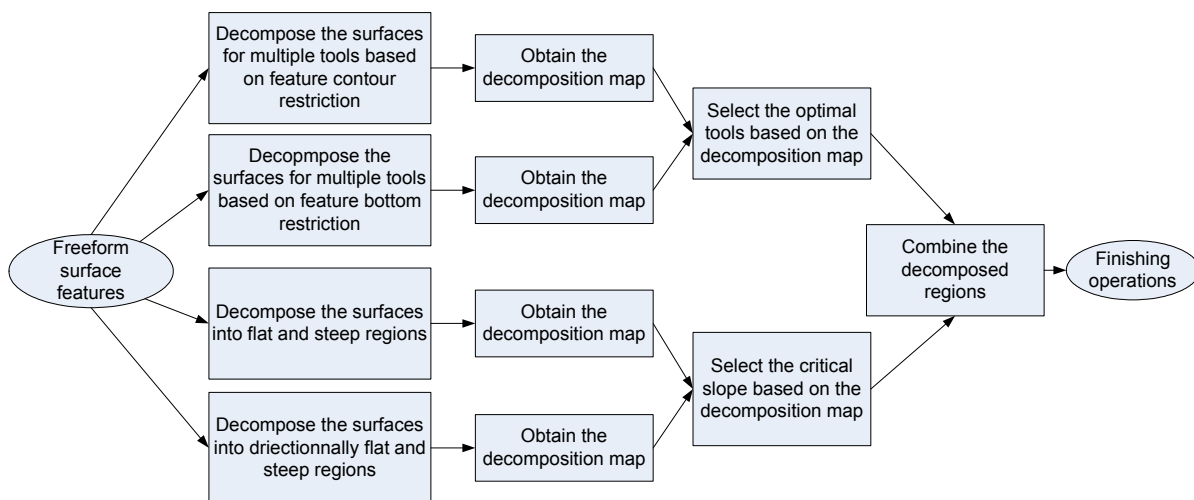 Freeform
surface
features
Decompose the surfaces
for multiple tools based
on feature contour
restriction
Obtain the
decomposition map
Decopmpose the
surfaces for multiple tools
based on feature bottom
restriction
Obtain the
decomposition map
Select the optimal
tools based on the
decomposition map
Decompose the surfaces
into flat and steep regions
Obtain the
decomposition map
Decompose the surfaces
into driectionnally flat and
steep regions
Obtain the
decomposition map
Select the critical
slope based on the
decomposition map
Combine the
decomposed
regions
Finishing
operations